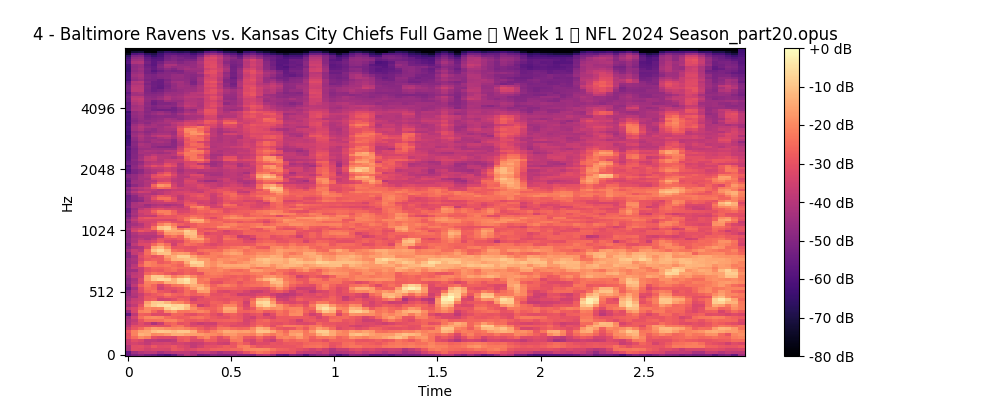 4 - Baltimore Ravens vs. Kansas City Chiefs Full Game ▯ Week 1 ▯ NFL 2024 Season_part20.opus
+0 dB
-10 dB
-20 dB
-30 dB
-40 dB
-50 dB
-60 dB
-70 dB
-80 dB
4096
2048
1024
512
0
Hz
0 0.5 1 1.5 2 2.5
Time